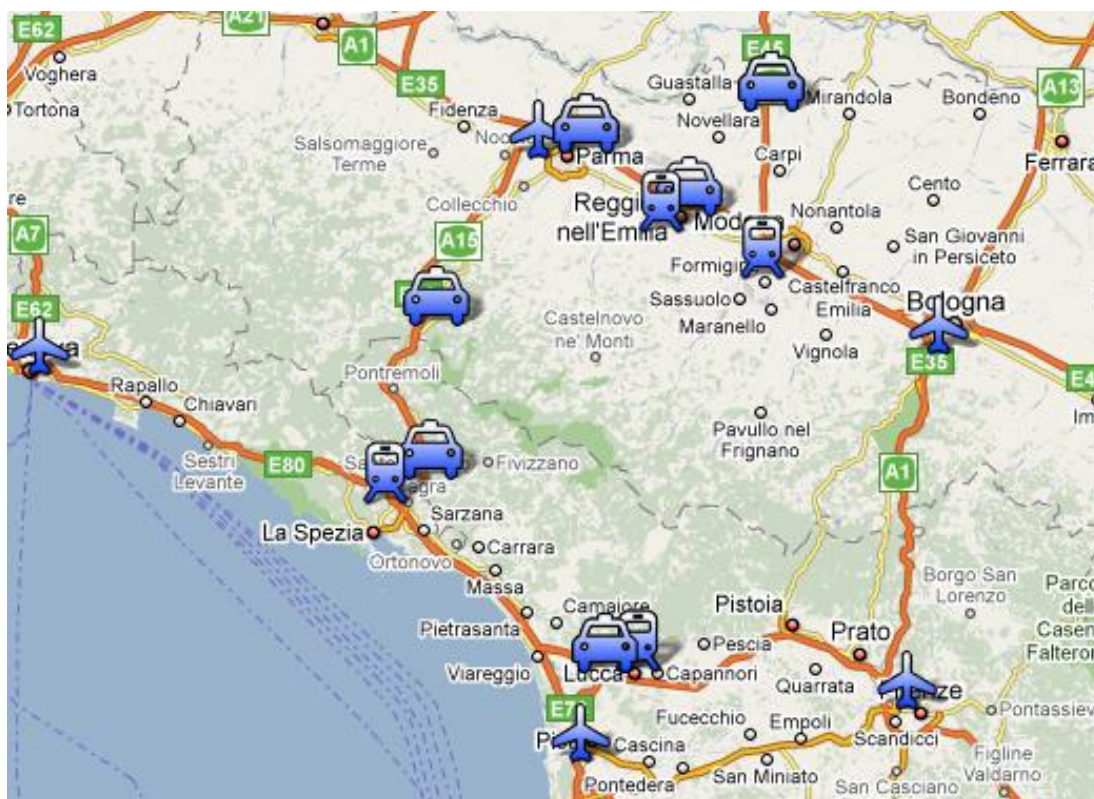 E62
A21
A1
E45
Voghera
E35
Guastalla
A13
Tortona
Fidenza
Mirandola
Bondeno
Novellara
Salsomaggiore
Terme
Parma
Carpi
Ferrara
Cento
Collecchio
Reggi
nell'Emilia
Nonantola
A7
A15
San Giovanni
in Persiceto
Sassuolo
Castelfranco
Emilia
E62
Bologna
Maranello
Castelnovo
ne' Monti
Vignola
E35
Pontremoli
Rapallo
Chiavari
Pavullo nel
Frignano
Sestri
Levante
E80
Fivizzano
A1
Sarzana
La Spezia
Carrara
Ortonovo
Massa
Borgo San
Lorenzo
Camaiore
Pistoia
Pietrasanta
Prato
Pescia
Viareggio
Lucca
Capannori
Quarrata
Fucecchio
Empoli
Scandicci
Cascina
Pontedera
San Miniato
Figline
Valdarno
San Casciano